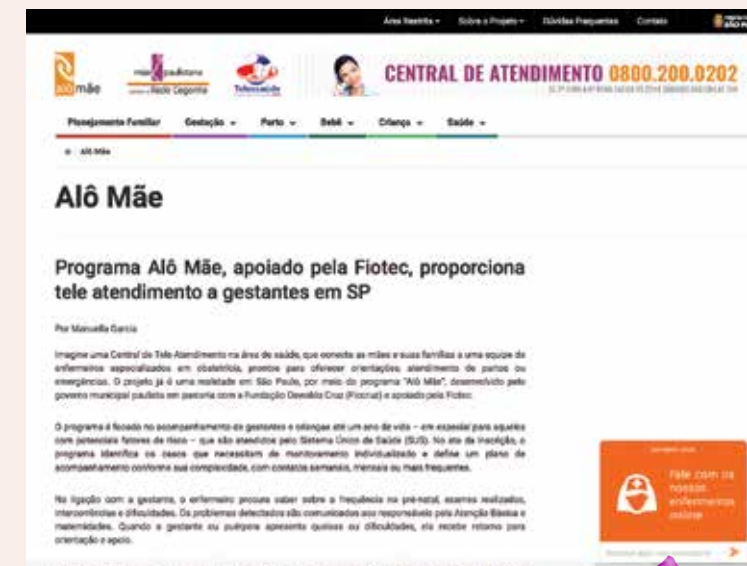 Área Restrita Sobre o Projeto Dúvidas Frequentes Contato
alô mãe
mãe paulistana
Rede Cegonha
Telessaúde
CENTRAL DE ATENDIMENTO 0800.200.0202
Planejamento Familiar Gestação Parto Bebê Criança Saúde
Alô Mãe
Alô Mãe
Programa Alô Mãe, apoiado pela Fiotec, proporciona
tele atendimento a gestantes em SP
Por Manuella Garcia
Imagine uma Central de Tele Atendimento na área de saúde, que conecta as mães e suas famílias a uma equipe de
enfermeiros especializados em obstetrícia, prontos para oferecer orientações, atendimento de partos ou
emergências. O projeto já é uma realidade em São Paulo, por meio do programa "Alô Mãe", desenvolvido pelo
governo municipal paulista em parceria com a Fundação Oswaldo Cruz (Fiocruz) e apoiado pela Fiotec.
O programa é focado no acompanhamento de gestantes e crianças até um ano de vida – em especial para aqueles
com potenciais fatores de risco – que são atendidos pelo Sistema Único de Saúde (SUS). No ato da inscrição, o
programa identifica os casos que necessitam de monitoramento individualizado e define um plano de
acompanhamento conforme sua complexidade, com contatos semanais, mensais ou mais frequentes.
Na ligação com a gestante, o enfermeiro procura saber sobre a frequência no pré-natal, exames realizados,
intercorrências e dificuldades. Os problemas detectados são comunicados aos responsáveis pela Atenção Básica e
maternidades. Quando a gestante ou puérpera apresenta queixas ou dificuldades, ela recebe retorno para
orientação e apoio.
Fale com os
nossos
enfermeiros
online